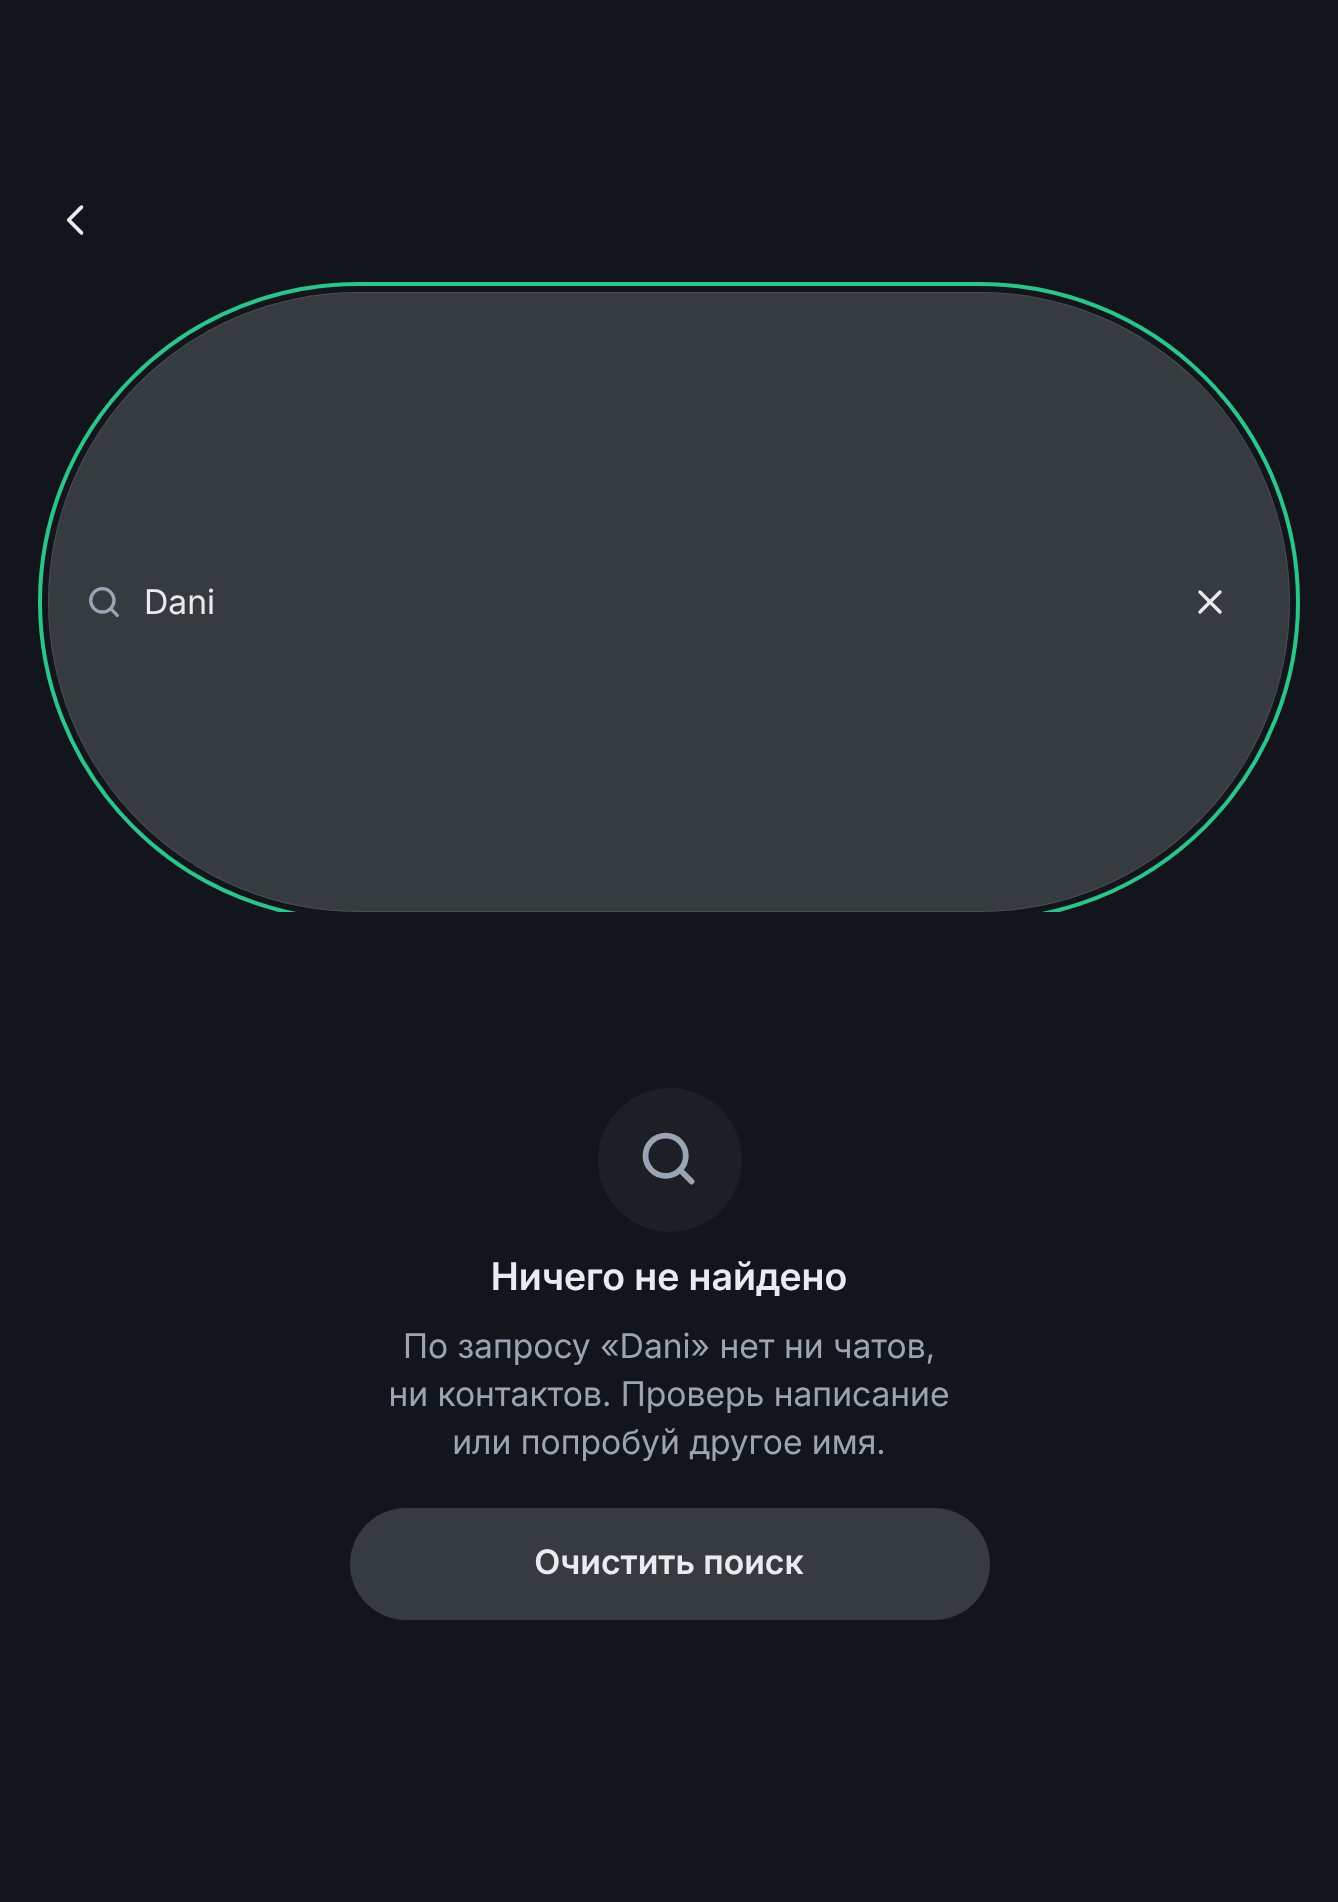 Dani
Ничего не найдено
По запросу «Dani» нет ни чатов,
ни контактов. Проверь написание
или попробуй другое имя.
Очистить поиск